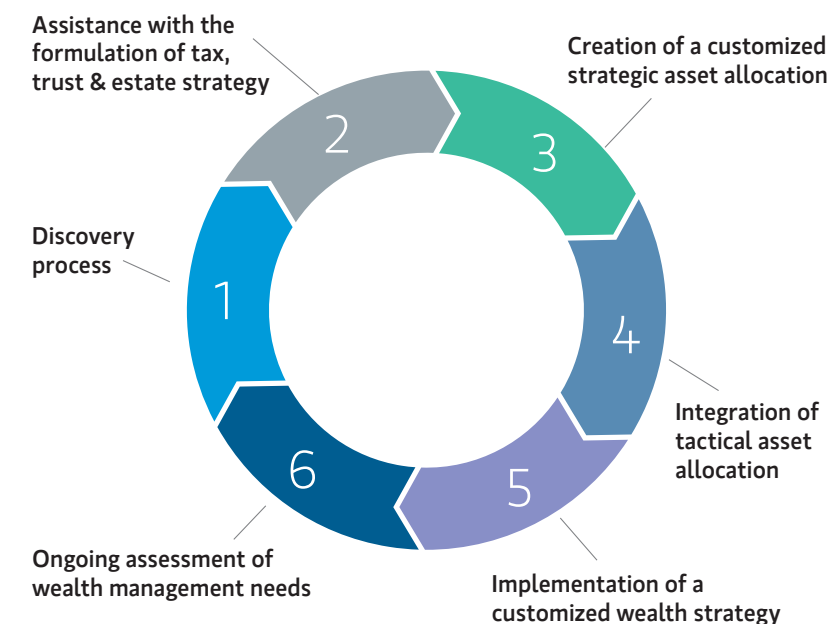 Assistance with the
formulation of tax,
trust & estate strategy
Creation of a customized
strategic asset allocation
2
3
Discovery
process
1
4
Integration of
tactical asset
allocation
6
5
Ongoing assessment of
wealth management needs
Implementation of a
customized wealth strategy